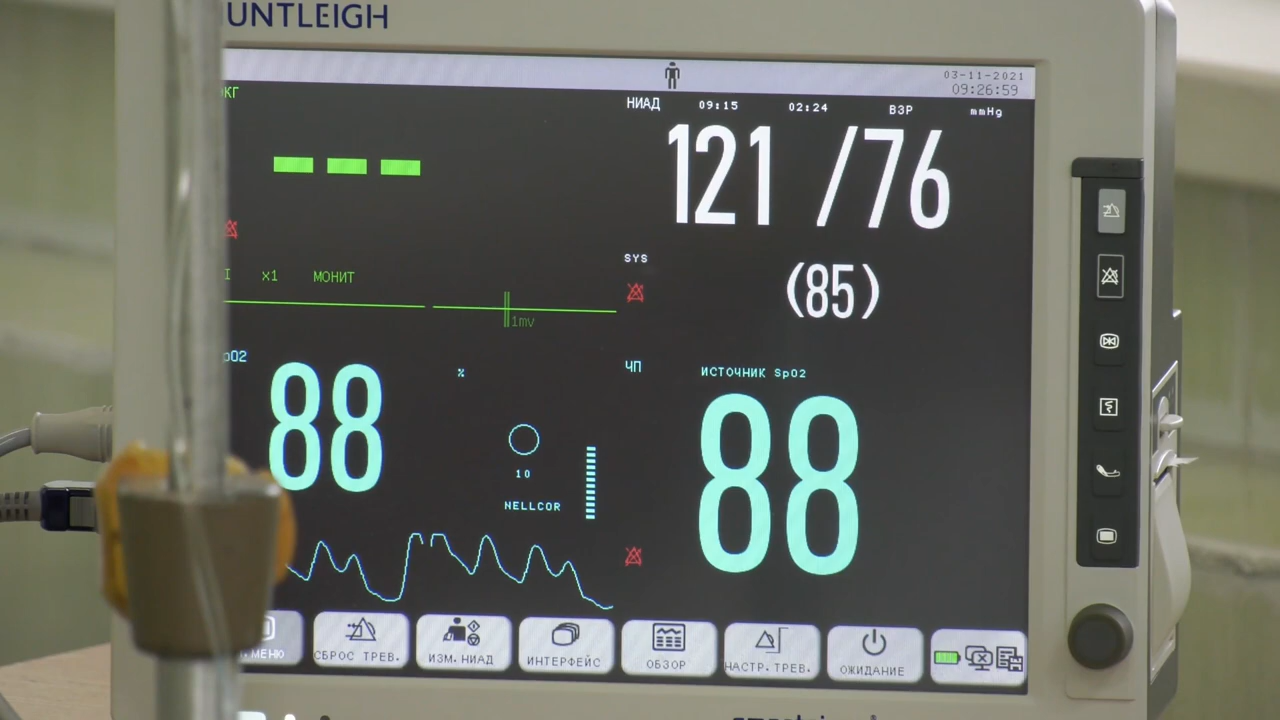 UNTLEIGH
03-11-2021
09:26:59
КГ
НИАД 09:15 02:24 ВЗР mmHg
121 /76
SYS
(85)
I x1 МОНИТ
1mv
pO2 88 %
ЧП ИСТОЧНИК SpO2
88
10
NELLCOR
МЕНЮ
СБРОС ТРЕВ.
ИЗМ. НИАД
ИНТЕРФЕЙС
ОБЗОР
НАСТР. ТРЕВ.
ОЖИДАНИЕ